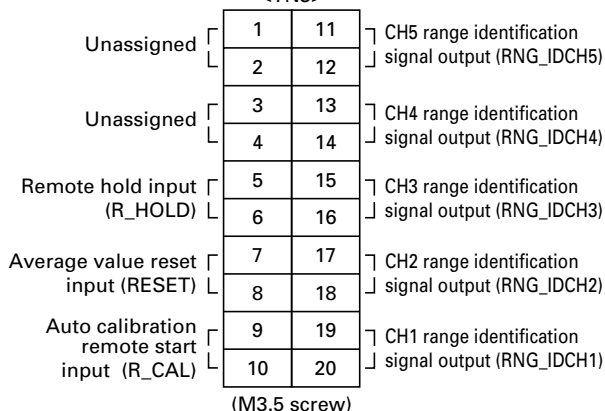 Unassigned
1 11
2 12
CH5 range identification
signal output (RNG_IDCH5)
Unassigned
3 13
4 14
CH4 range identification
signal output (RNG_IDCH4)
Remote hold input
(R_HOLD)
5 15
6 16
CH3 range identification
signal output (RNG_IDCH3)
Average value reset
input (RESET)
7 17
8 18
CH2 range identification
signal output (RNG_IDCH2)
Auto calibration
remote start
input (R_CAL)
9 19
10 20
CH1 range identification
signal output (RNG_IDCH1)
(M3.5 screw)